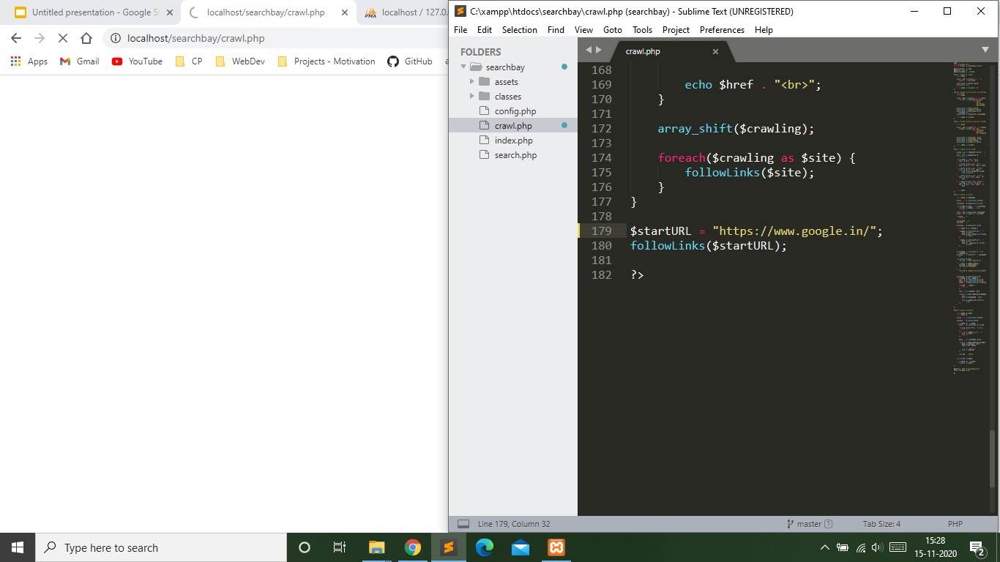 Untitled presentation - Google Sl
localhost/searchbay/crawl.php
localhost / 127.0.
localhost/searchbay/crawl.php
Apps
Gmail
YouTube
CP
WebDev
Projects - Motivation
GitHub
C:\xampp\htdocs\searchbay\crawl.php (searchbay) - Sublime Text (UNREGISTERED)
File Edit Selection Find View Goto Tools Project Preferences Help
FOLDERS
searchbay
assets
classes
config.php
crawl.php
index.php
search.php
crawl.php
168
169 echo $href . "<br>";
170 }
171
172 array_shift($crawling);
173
174 foreach($crawling as $site) {
175 followLinks($site);
176 }
177 }
178
179 $startURL = "https://www.google.in/";
180 followLinks($startURL);
181
182 ?>
Line 179, Column 32
master 1
Tab Size: 4
PHP
Type here to search
15:28
15-11-2020
2